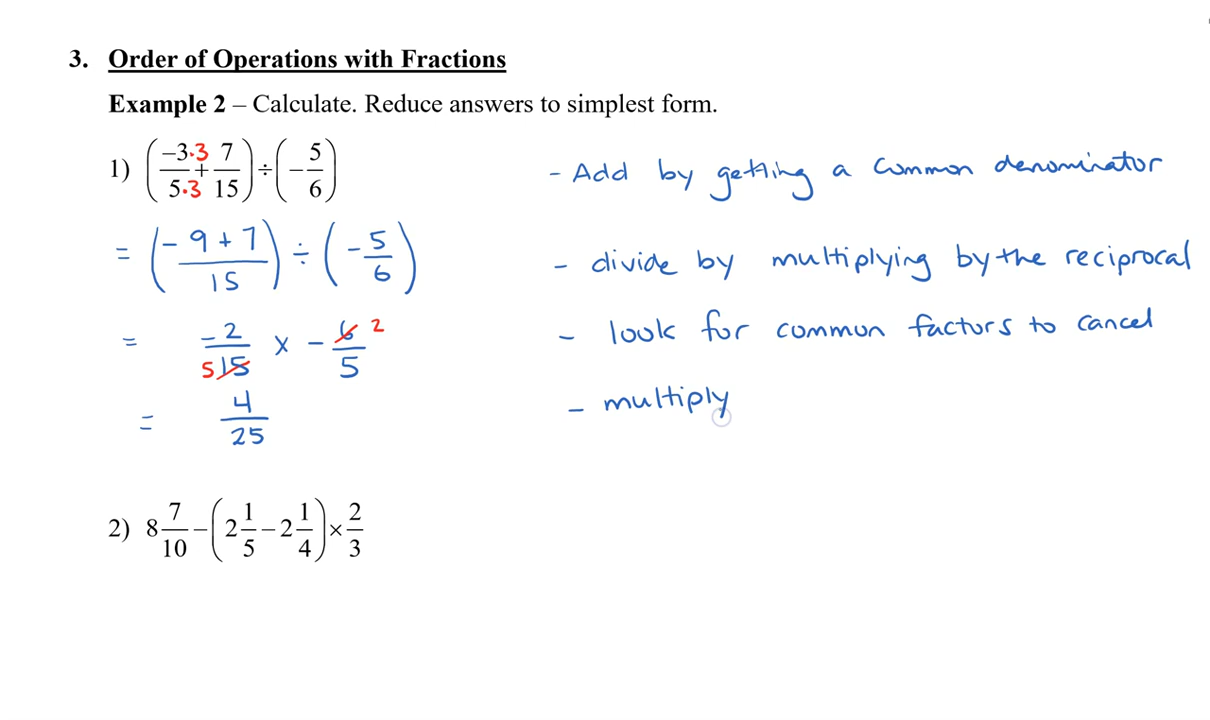 3. Order of Operations with Fractions
Example 2 – Calculate. Reduce answers to simplest form.
1) (−3·3/5·3 + 7/15) ÷ (−5/6)
- Add by getting a common denominator
= (−9+7/15) ÷ (−5/6)
- divide by multiplying by the reciprocal
= −2/5 15 x −6 2/5
- look for common factors to cancel
= 4/25
- multiply
2) 8 7/10 − (2 1/5 − 2 1/4) × 2/3